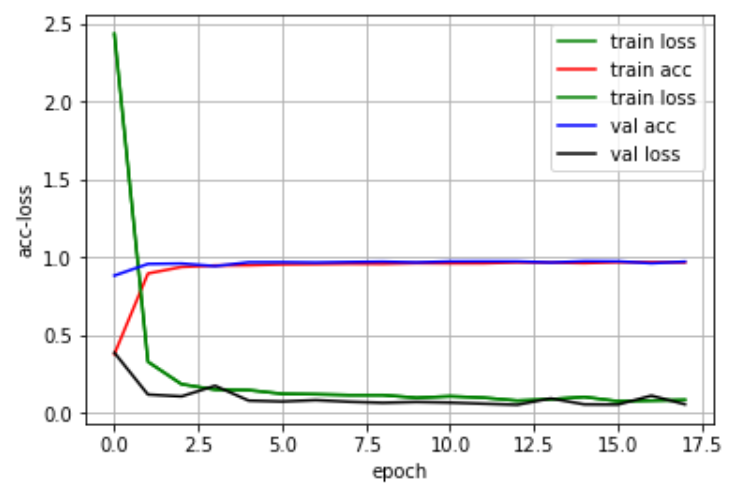 2.5
2.0
1.5
1.0
0.5
0.0
acc-loss
train loss
train acc
train loss
val acc
val loss
0.0 2.5 5.0 7.5 10.0 12.5 15.0 17.5
epoch